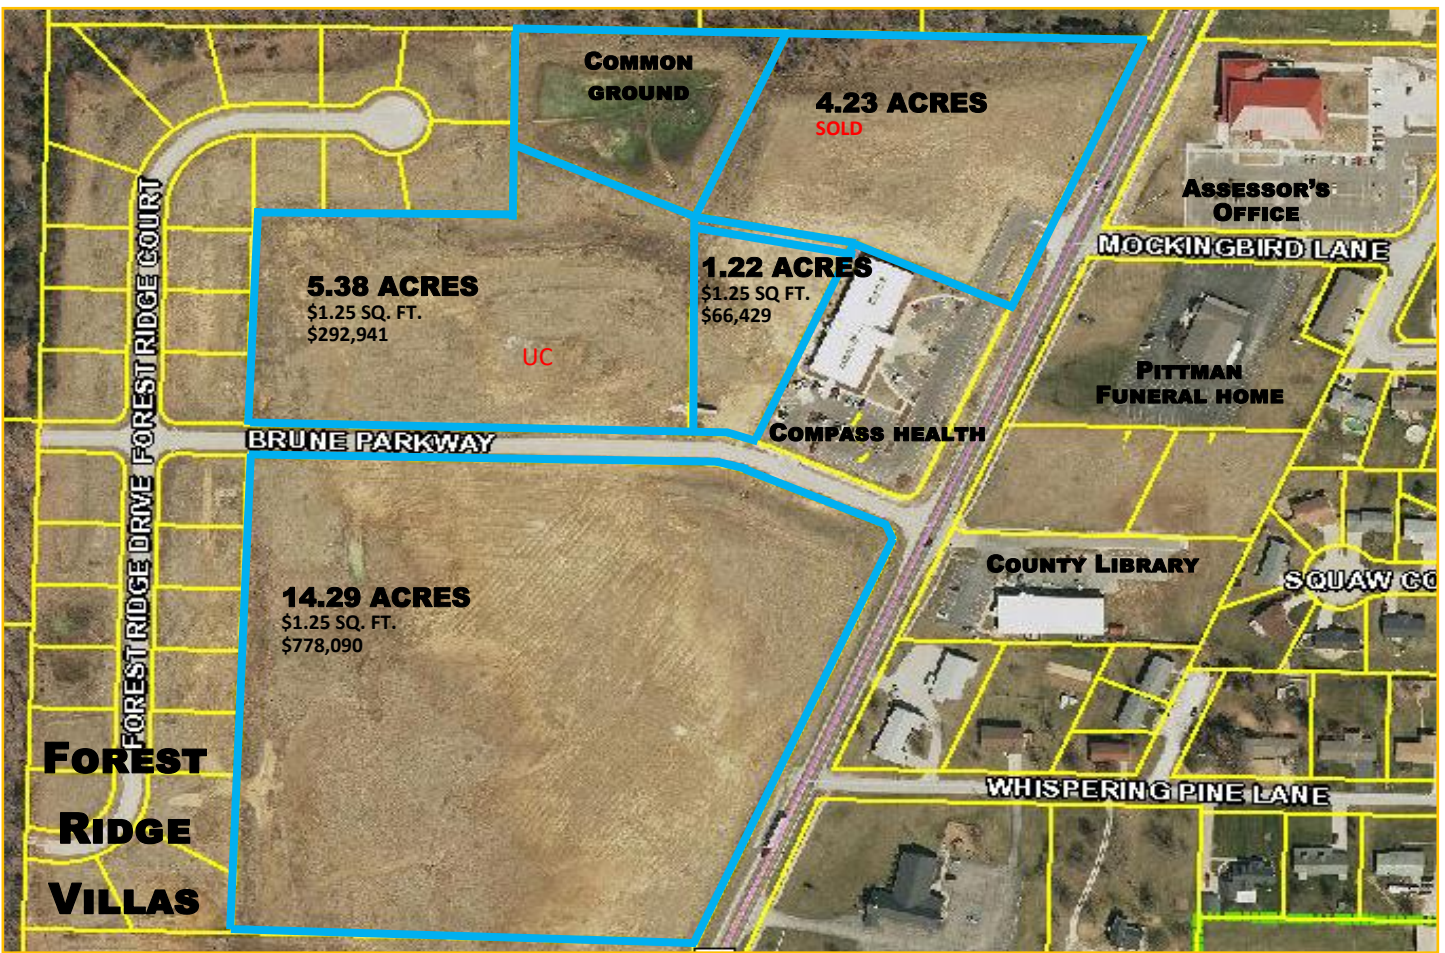 COMMON
GROUND
4.23 ACRES
SOLD
ASSESSOR'S
OFFICE
MOCKINGBIRD LANE
5.38 ACRES
$1.25 SQ. FT.
$292,941
UC
1.22 ACRES
$1.25 SQ FT.
$66,429
PITTMAN
FUNERAL HOME
COMPASS HEALTH
BRUNE PARKWAY
FOREST RIDGE COURT
FOREST RIDGE DRIVE
14.29 ACRES
$1.25 SQ. FT.
$778,090
COUNTY LIBRARY
SQUAW CO
WHISPERING PINE LANE
FOREST
RIDGE
VILLAS